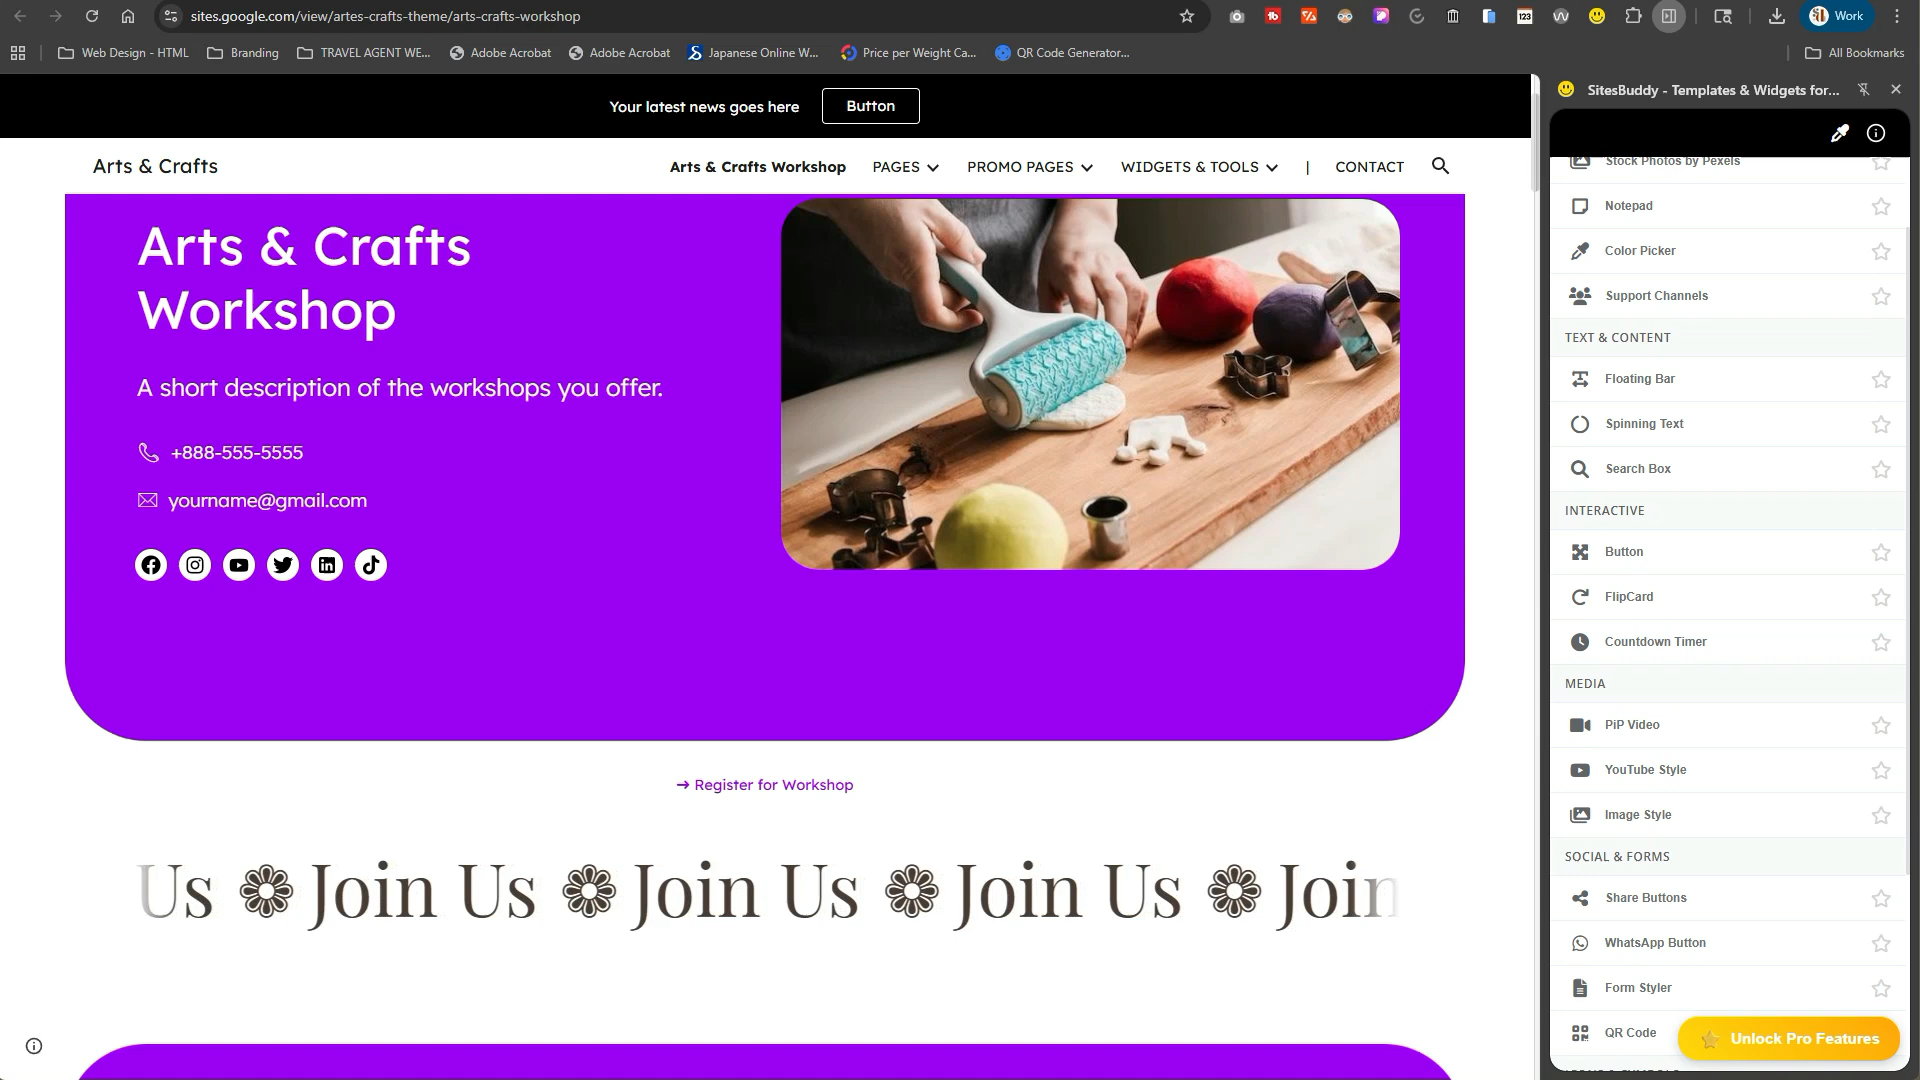 sites.google.com/view/artes-crafts-theme/arts-crafts-workshop
Work
Web Design - HTML
Branding
TRAVEL AGENT WE...
Adobe Acrobat
Adobe Acrobat
Japanese Online W...
Price per Weight Ca...
QR Code Generator...
All Bookmarks
Your latest news goes here
Button
Arts & Crafts
Arts & Crafts Workshop
PAGES
PROMO PAGES
WIDGETS & TOOLS
|
CONTACT
Arts & Crafts
Workshop
A short description of the workshops you offer.
+888-555-5555
yourname@gmail.com
→ Register for Workshop
Us ❁ Join Us ❁ Join Us ❁ Join Us ❁ Join
SitesBuddy - Templates & Widgets for...
Stock Photos by Pexels
Notepad
Color Picker
Support Channels
TEXT & CONTENT
Floating Bar
Spinning Text
Search Box
INTERACTIVE
Button
FlipCard
Countdown Timer
MEDIA
PiP Video
YouTube Style
Image Style
SOCIAL & FORMS
Share Buttons
WhatsApp Button
Form Styler
QR Code
Unlock Pro Features